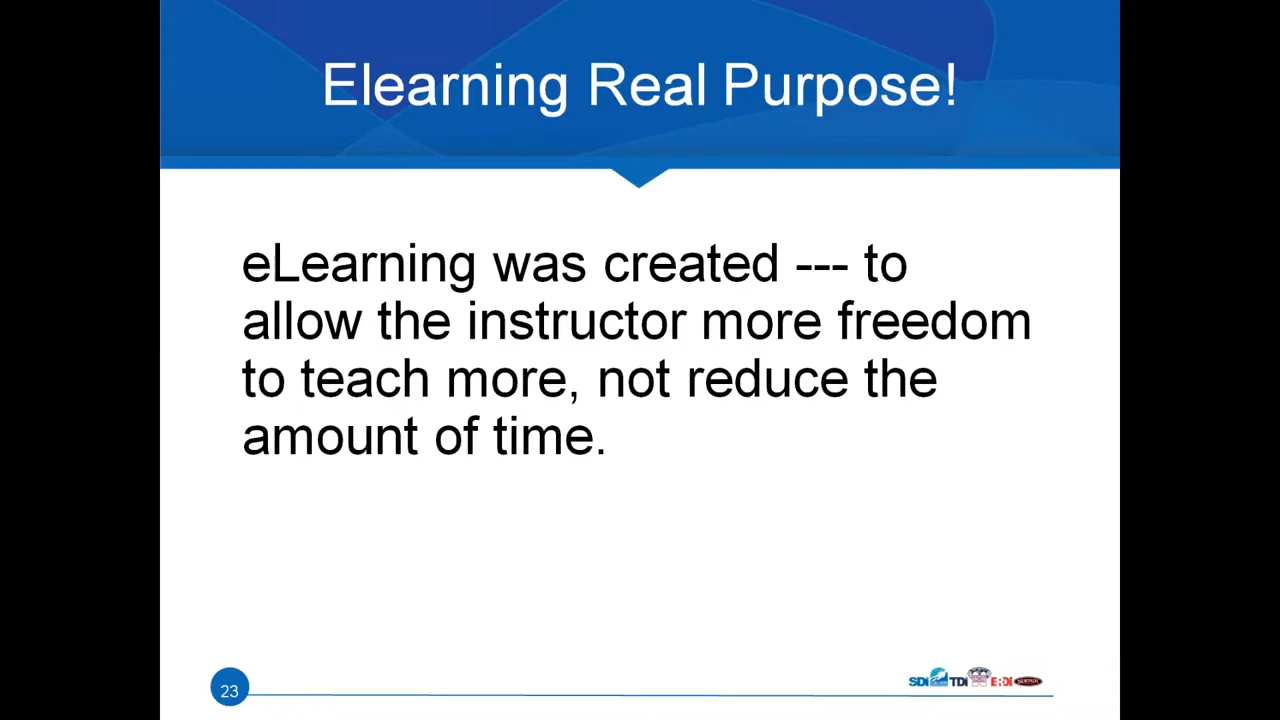 Elearning Real Purpose!
eLearning was created --- to
allow the instructor more freedom
to teach more, not reduce the
amount of time.
23
SDI TDI ERDI